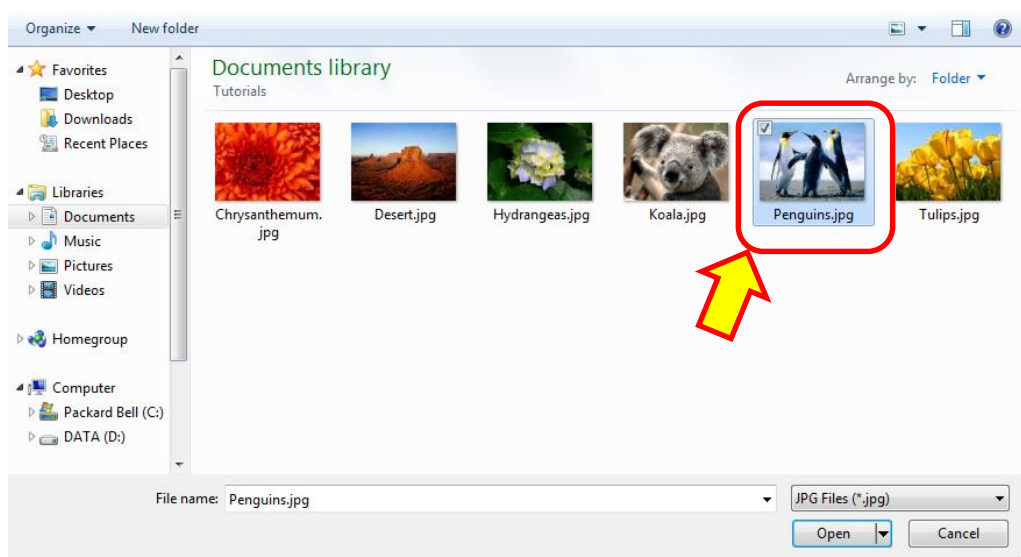 Organize New folder
Favorites
Desktop
Downloads
Recent Places
Libraries
Documents
Music
Pictures
Videos
Homegroup
Computer
Packard Bell (C:)
DATA (D:)
Documents library
Tutorials
Arrange by: Folder
Chrysanthemum.
jpg
Desert.jpg
Hydrangeas.jpg
Koala.jpg
Penguins.jpg
Tulips.jpg
File name: Penguins.jpg JPG Files (*.jpg)
Open Cancel